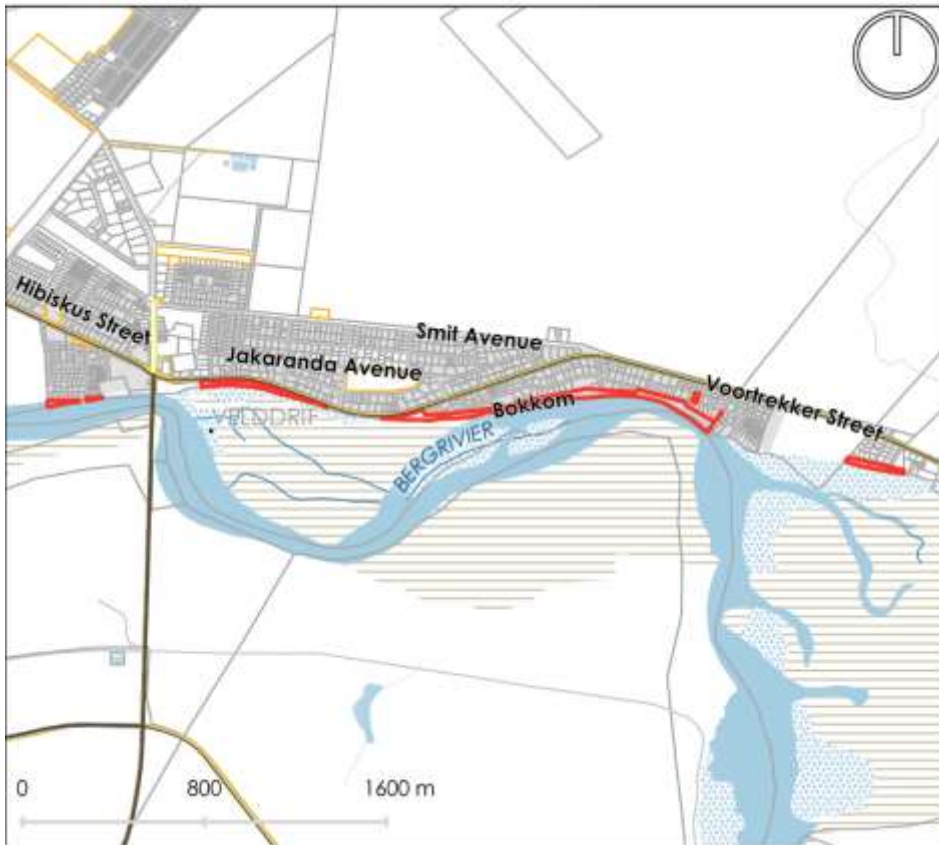 Hibiskus Street
Smit Avenue
Jakaranda Avenue
Voortrekker Street
Bokkom
VELDDRIF
BERGRIVIER
0 800 1600 m